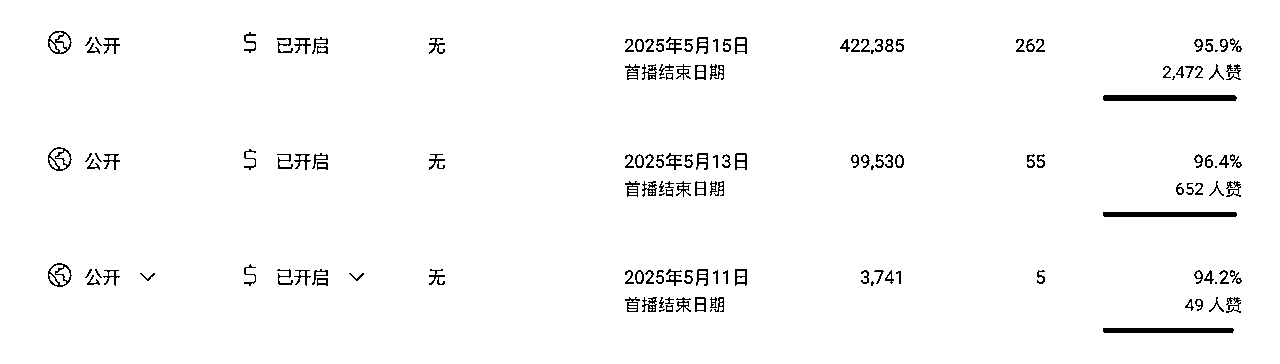 公开 $ 已开启 无 2025年5月15日 422,385 262 95.9%
首播结束日期 2,472 人赞
公开 $ 已开启 无 2025年5月13日 99,530 55 96.4%
首播结束日期 652 人赞
公开 $ 已开启 无 2025年5月11日 3,741 5 94.2%
首播结束日期 49 人赞